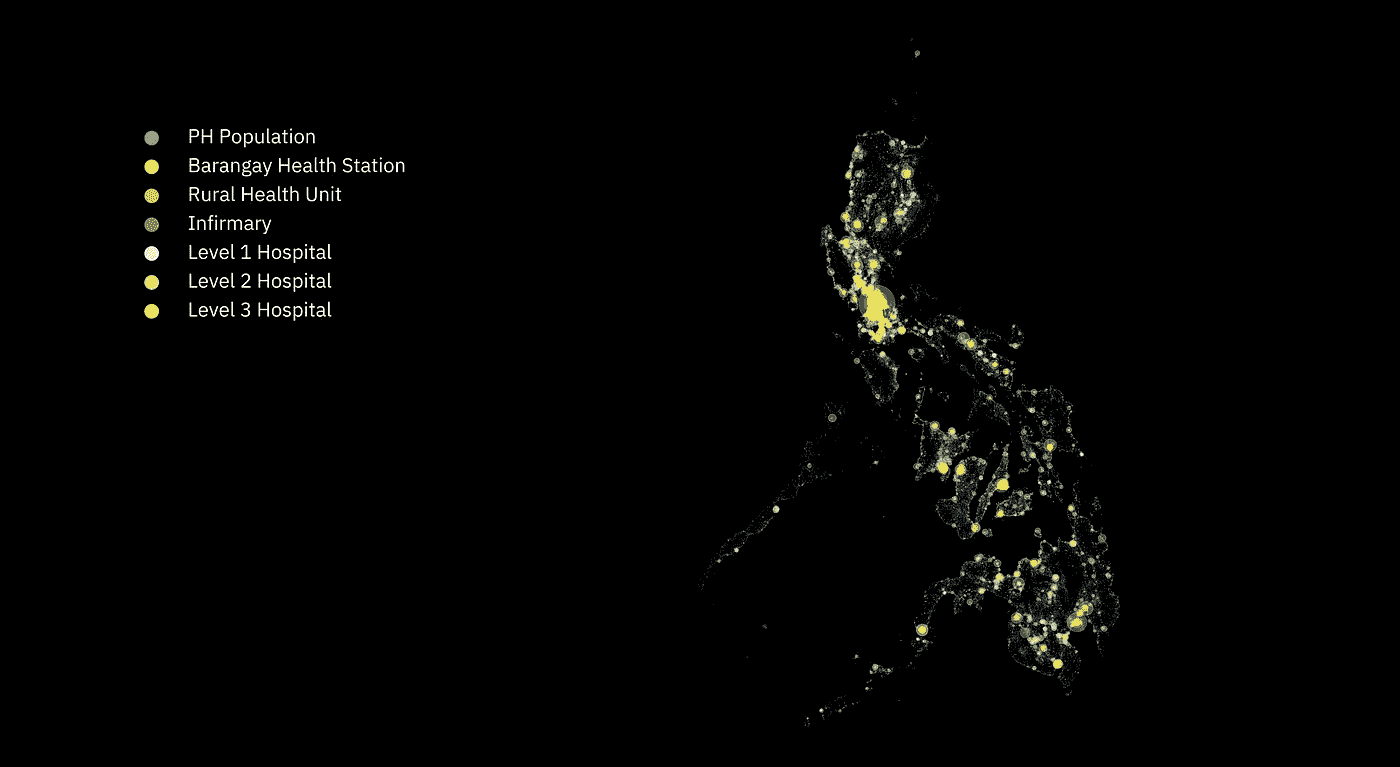 PH Population
Barangay Health Station
Rural Health Unit
Infirmary
Level 1 Hospital
Level 2 Hospital
Level 3 Hospital